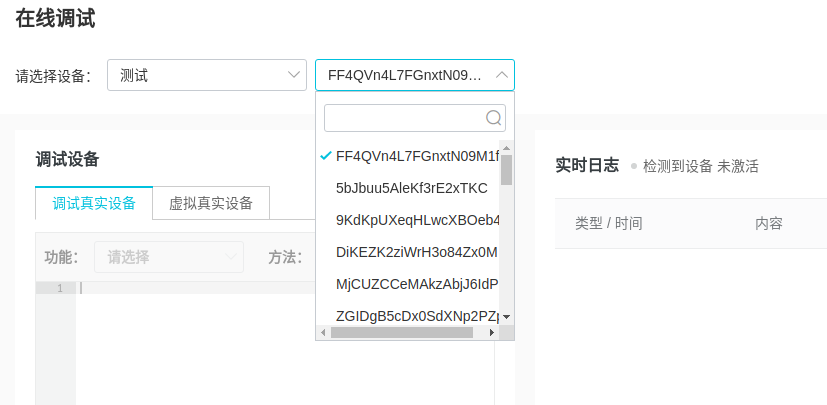 在线调试
请选择设备：
测试
FF4QVn4L7FGnxtN09...
FF4QVn4L7FGnxtN09M1f
5bJbuu5AleKf3rE2xTKC
9KdKpUXeqHLwcXBOeb4
DiKEZK2ziWrH3o84Zx0M
MjCUZCCeMAkzAbjJ6IdP
ZGIDgB5cDx0SdXNp2PZp
调试设备
调试真实设备
虚拟真实设备
功能：
请选择
方法：
1
实时日志
检测到设备 未激活
类型 / 时间
内容